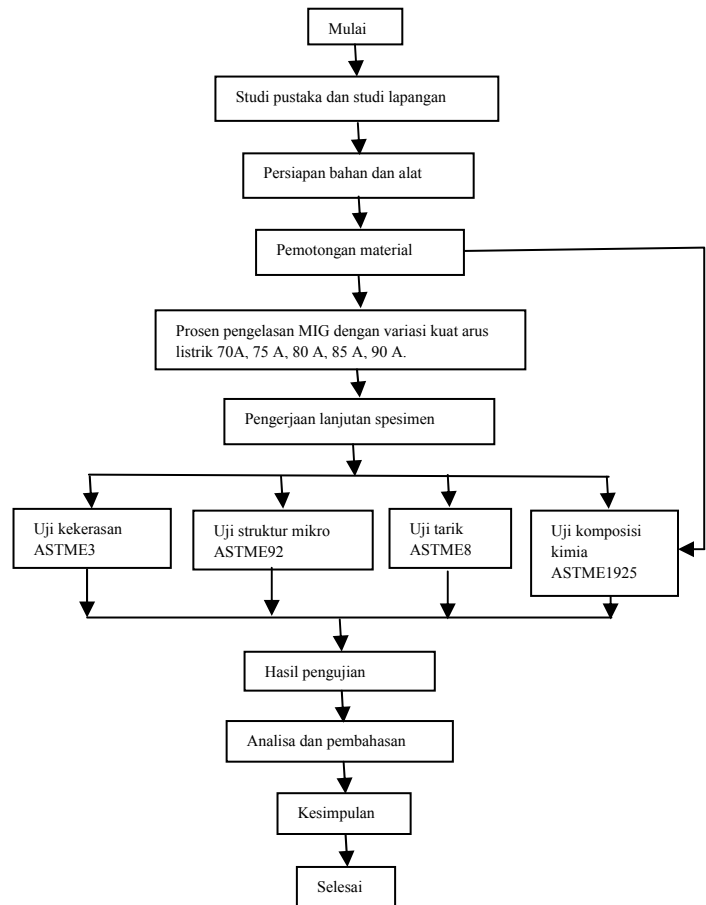 Mulai
Studi pustaka dan studi lapangan
Persiapan bahan dan alat
Pemotongan material
Prosen pengelasan MIG dengan variasi kuat arus
listrik 70A, 75 A, 80 A, 85 A, 90 A.
Pengerjaan lanjutan spesimen
Uji kekerasan
ASTME3
Uji struktur mikro
ASTME92
Uji tarik
ASTME8
Uji komposisi
kimia
ASTME1925
Hasil pengujian
Analisa dan pembahasan
Kesimpulan
Selesai